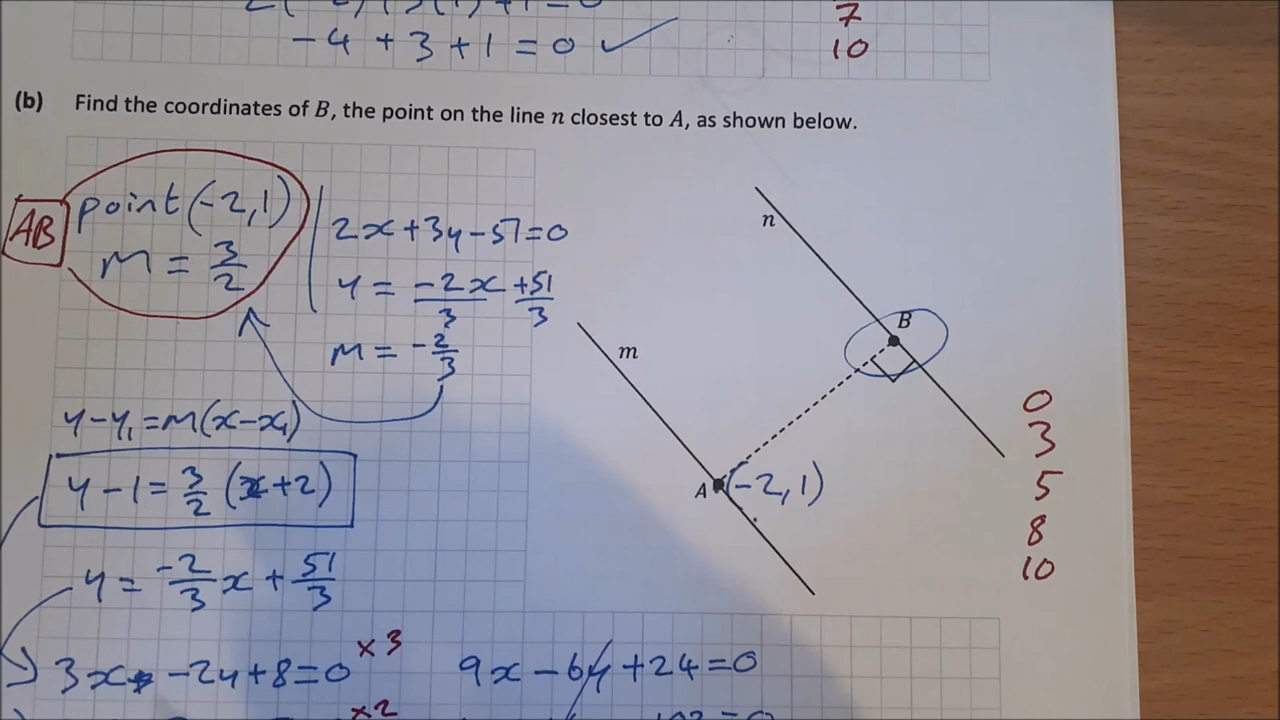 -4 + 3 + 1 = 0 ✓
7
10
(b) Find the coordinates of B, the point on the line n closest to A, as shown below.
AB
point (-2,1)
m = 3/2
2x+3y-51=0
y = -2x/3 +51/3
m = -2/3
y-y₁=m(x-x₁)
y-1 = 3/2 (x+2)
y = -2/3 x + 51/3
3x -2y+8=0 ×3
×2
9x - 6y + 24 = 0
n
B
m
A (-2,1)
0
3
5
8
10